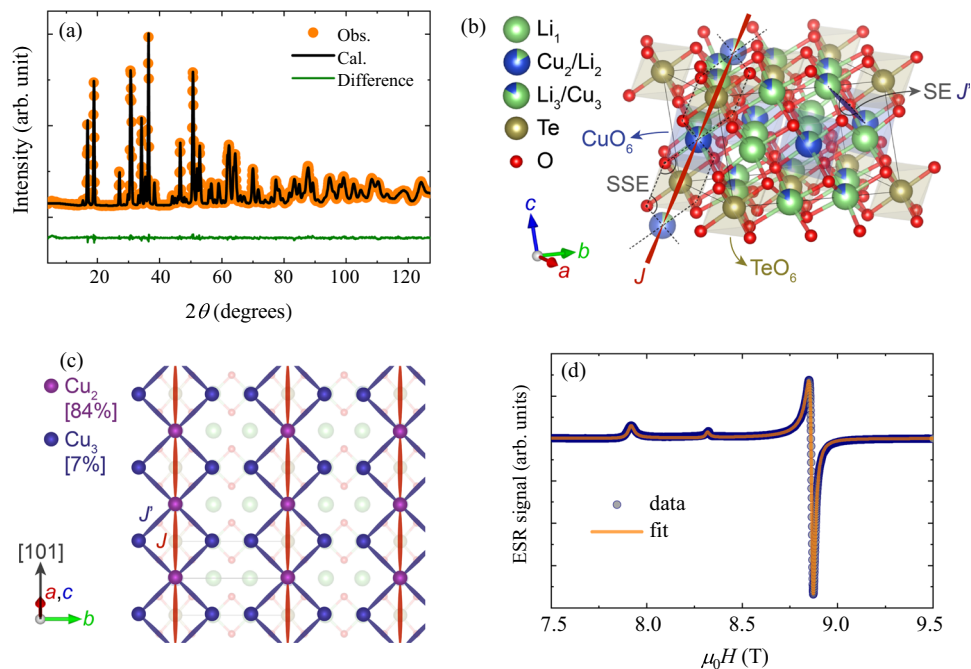 (a)
Obs.
Cal.
Difference
Intensity (arb. unit)
20 40 60 80 100 120
2θ (degrees)
(b)
Li₁
Cu₂/Li₂
Li₃/Cu₃
Te
O
CuO₆
SSE
SE J'
TeO₆
J
c
b
a
(c)
Cu₂
[84%]
Cu₃
[7%]
J'
J
[101]
a,c
b
(d)
ESR signal (arb. units)
data
fit
7.5 8.0 8.5 9.0 9.5
μ₀H (T)